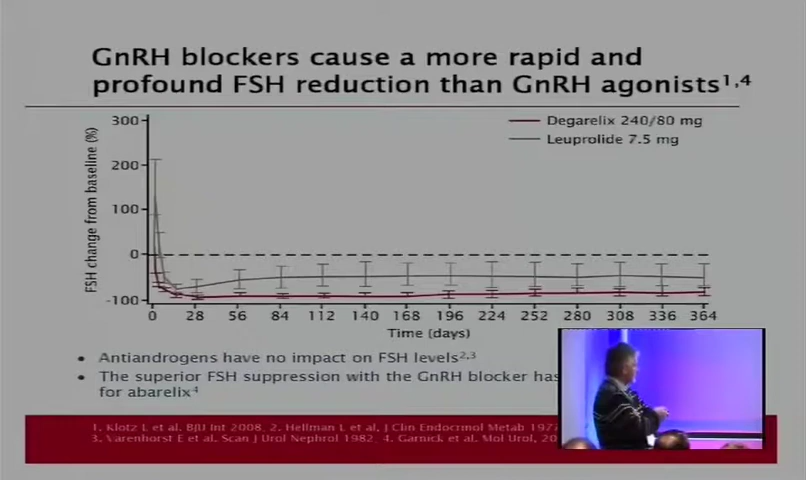 GnRH blockers cause a more rapid and
profound FSH reduction than GnRH agonists1,4
Degarelix 240/80 mg
Leuprolide 7.5 mg
FSH change from baseline (%)
300
200
100
0
-100
0 28 56 84 112 140 168 196 224 252 280 308 336 364
Time (days)
• Antiandrogens have no impact on FSH levels2,3
• The superior FSH suppression with the GnRH blocker has
for abarelix4
1. Klotz L et al. BJU Int 2008. 2. Hellman L et al, J Clin Endocrinol Metab 1977
3. Varenhorst E et al. Scan J Urol Nephrol 1982. 4. Garnick et al. Mol Urol, 20